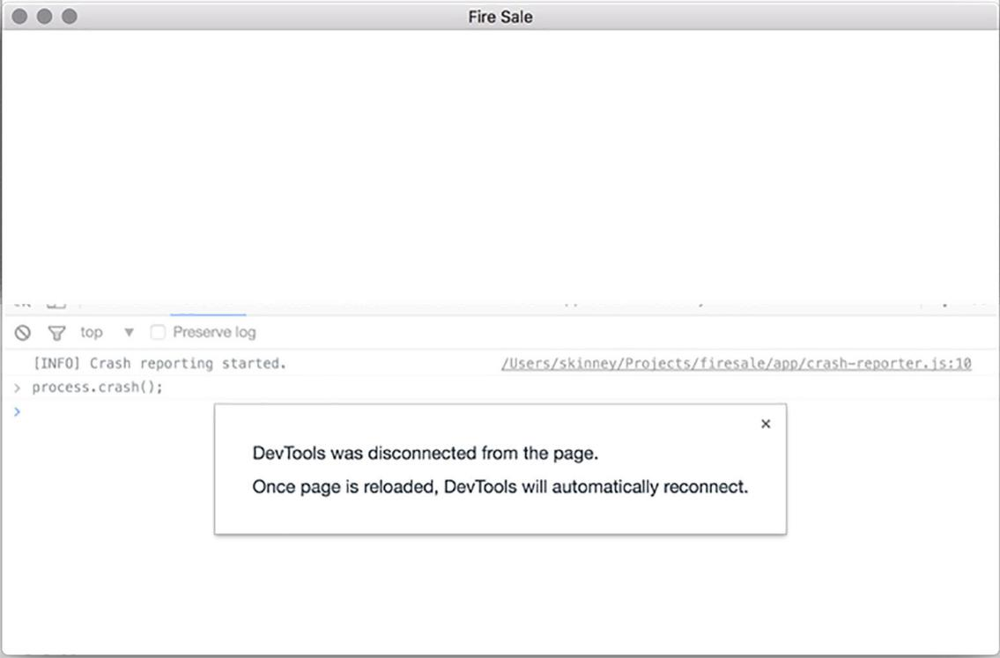 Fire Sale
top ▼ Preserve log
[INFO] Crash reporting started. /Users/skinney/Projects/firesale/app/crash-reporter.js:10
> process.crash();
>
×
DevTools was disconnected from the page.
Once page is reloaded, DevTools will automatically reconnect.